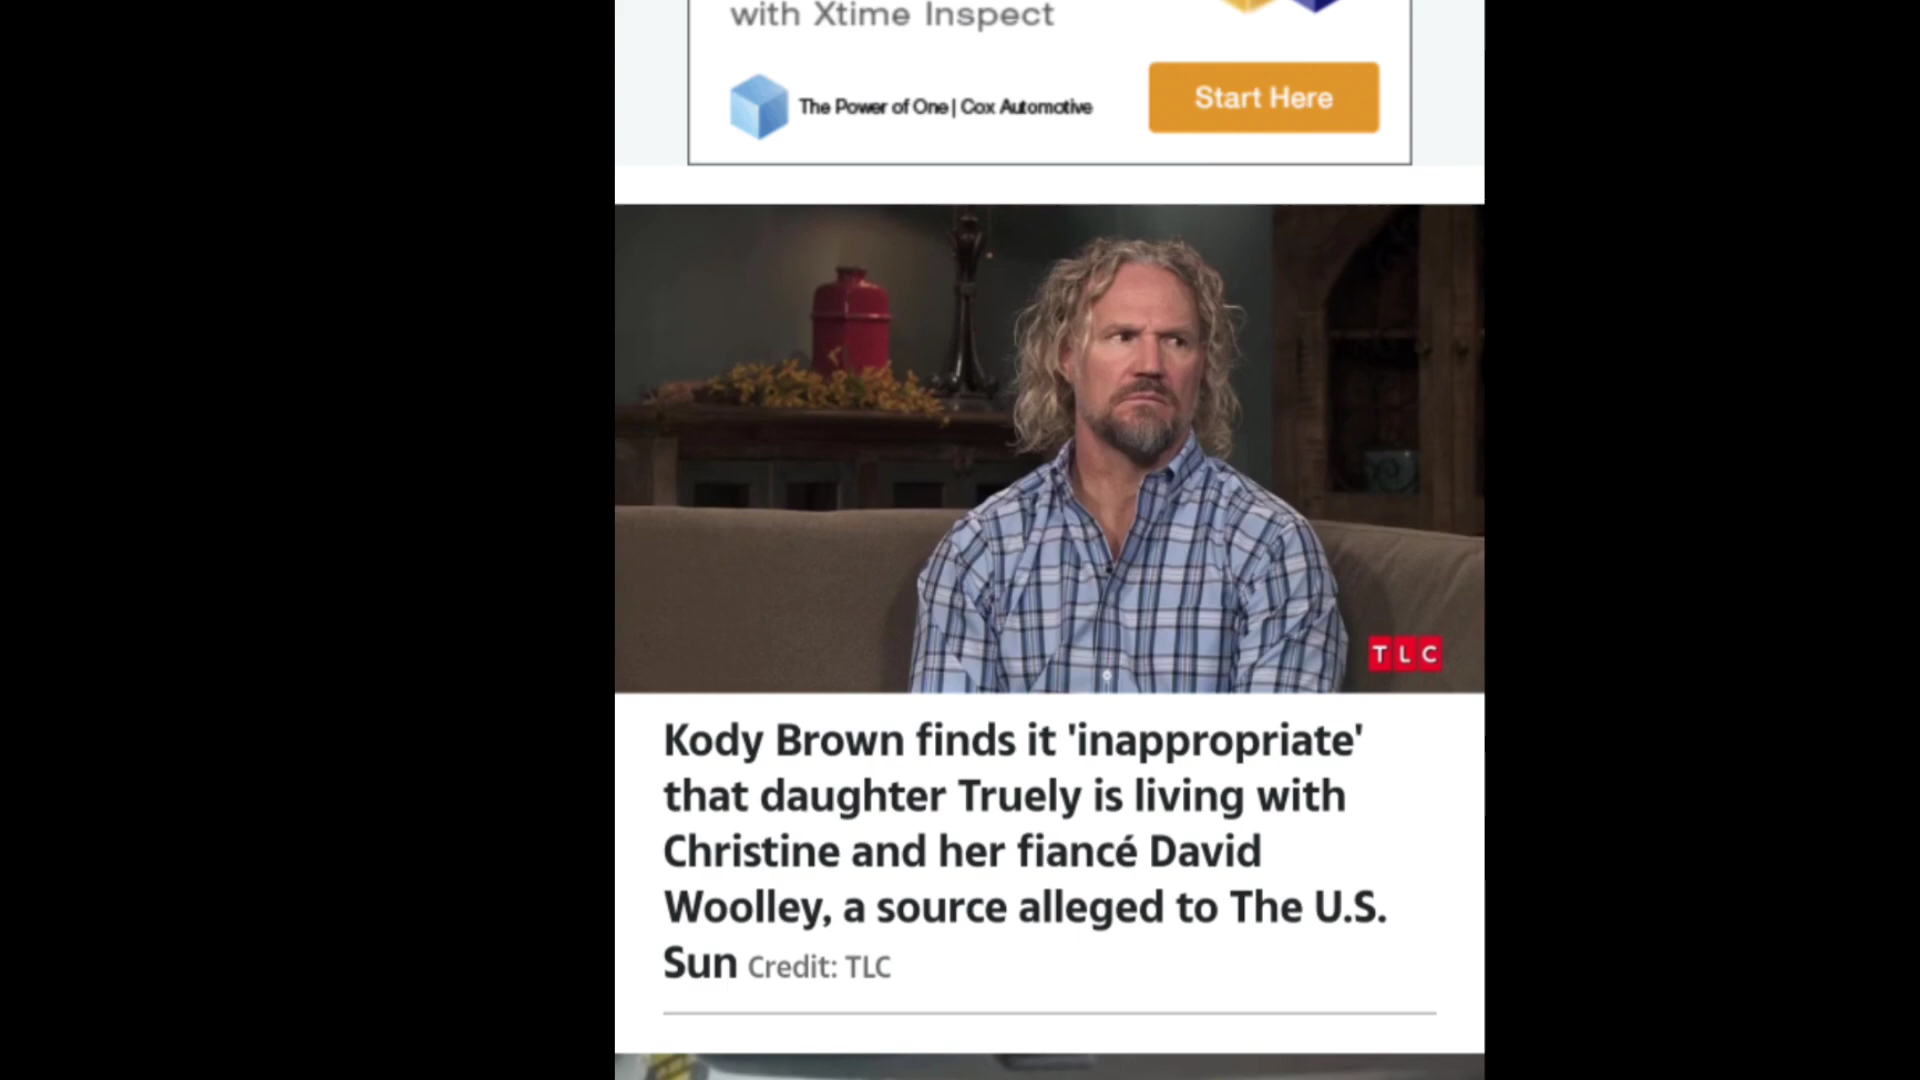 with Xtime Inspect
The Power of One | Cox Automotive
Start Here
TLC
Kody Brown finds it 'inappropriate'
that daughter Truely is living with
Christine and her fiancé David
Woolley, a source alleged to The U.S.
Sun Credit: TLC